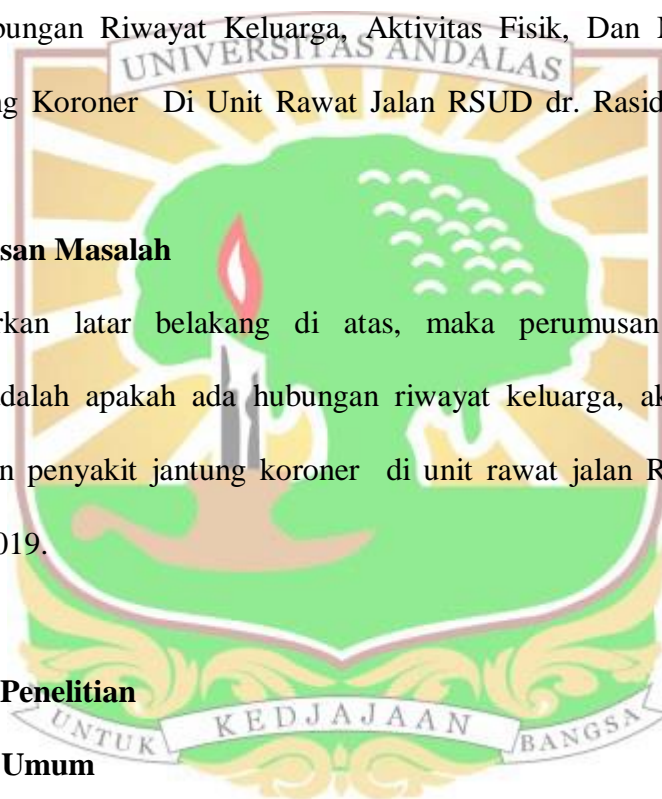 bungan Riwayat Keluarga, Aktivitas Fisik, Dan
UNIVERSITAS ANDALAS
ng Koroner Di Unit Rawat Jalan RSUD dr. Rasid
san Masalah
rkan latar belakang di atas, maka perumusan
dalah apakah ada hubungan riwayat keluarga, ak
n penyakit jantung koroner di unit rawat jalan R
019.
Penelitian
UNTUK KEDJAJAAN BANGSA
Umum